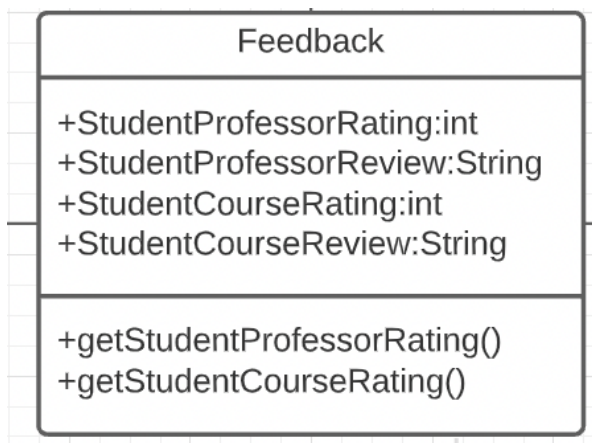 Feedback
+StudentProfessorRating:int
+StudentProfessorReview:String
+StudentCourseRating:int
+StudentCourseReview:String
+getStudentProfessorRating()
+getStudentCourseRating()